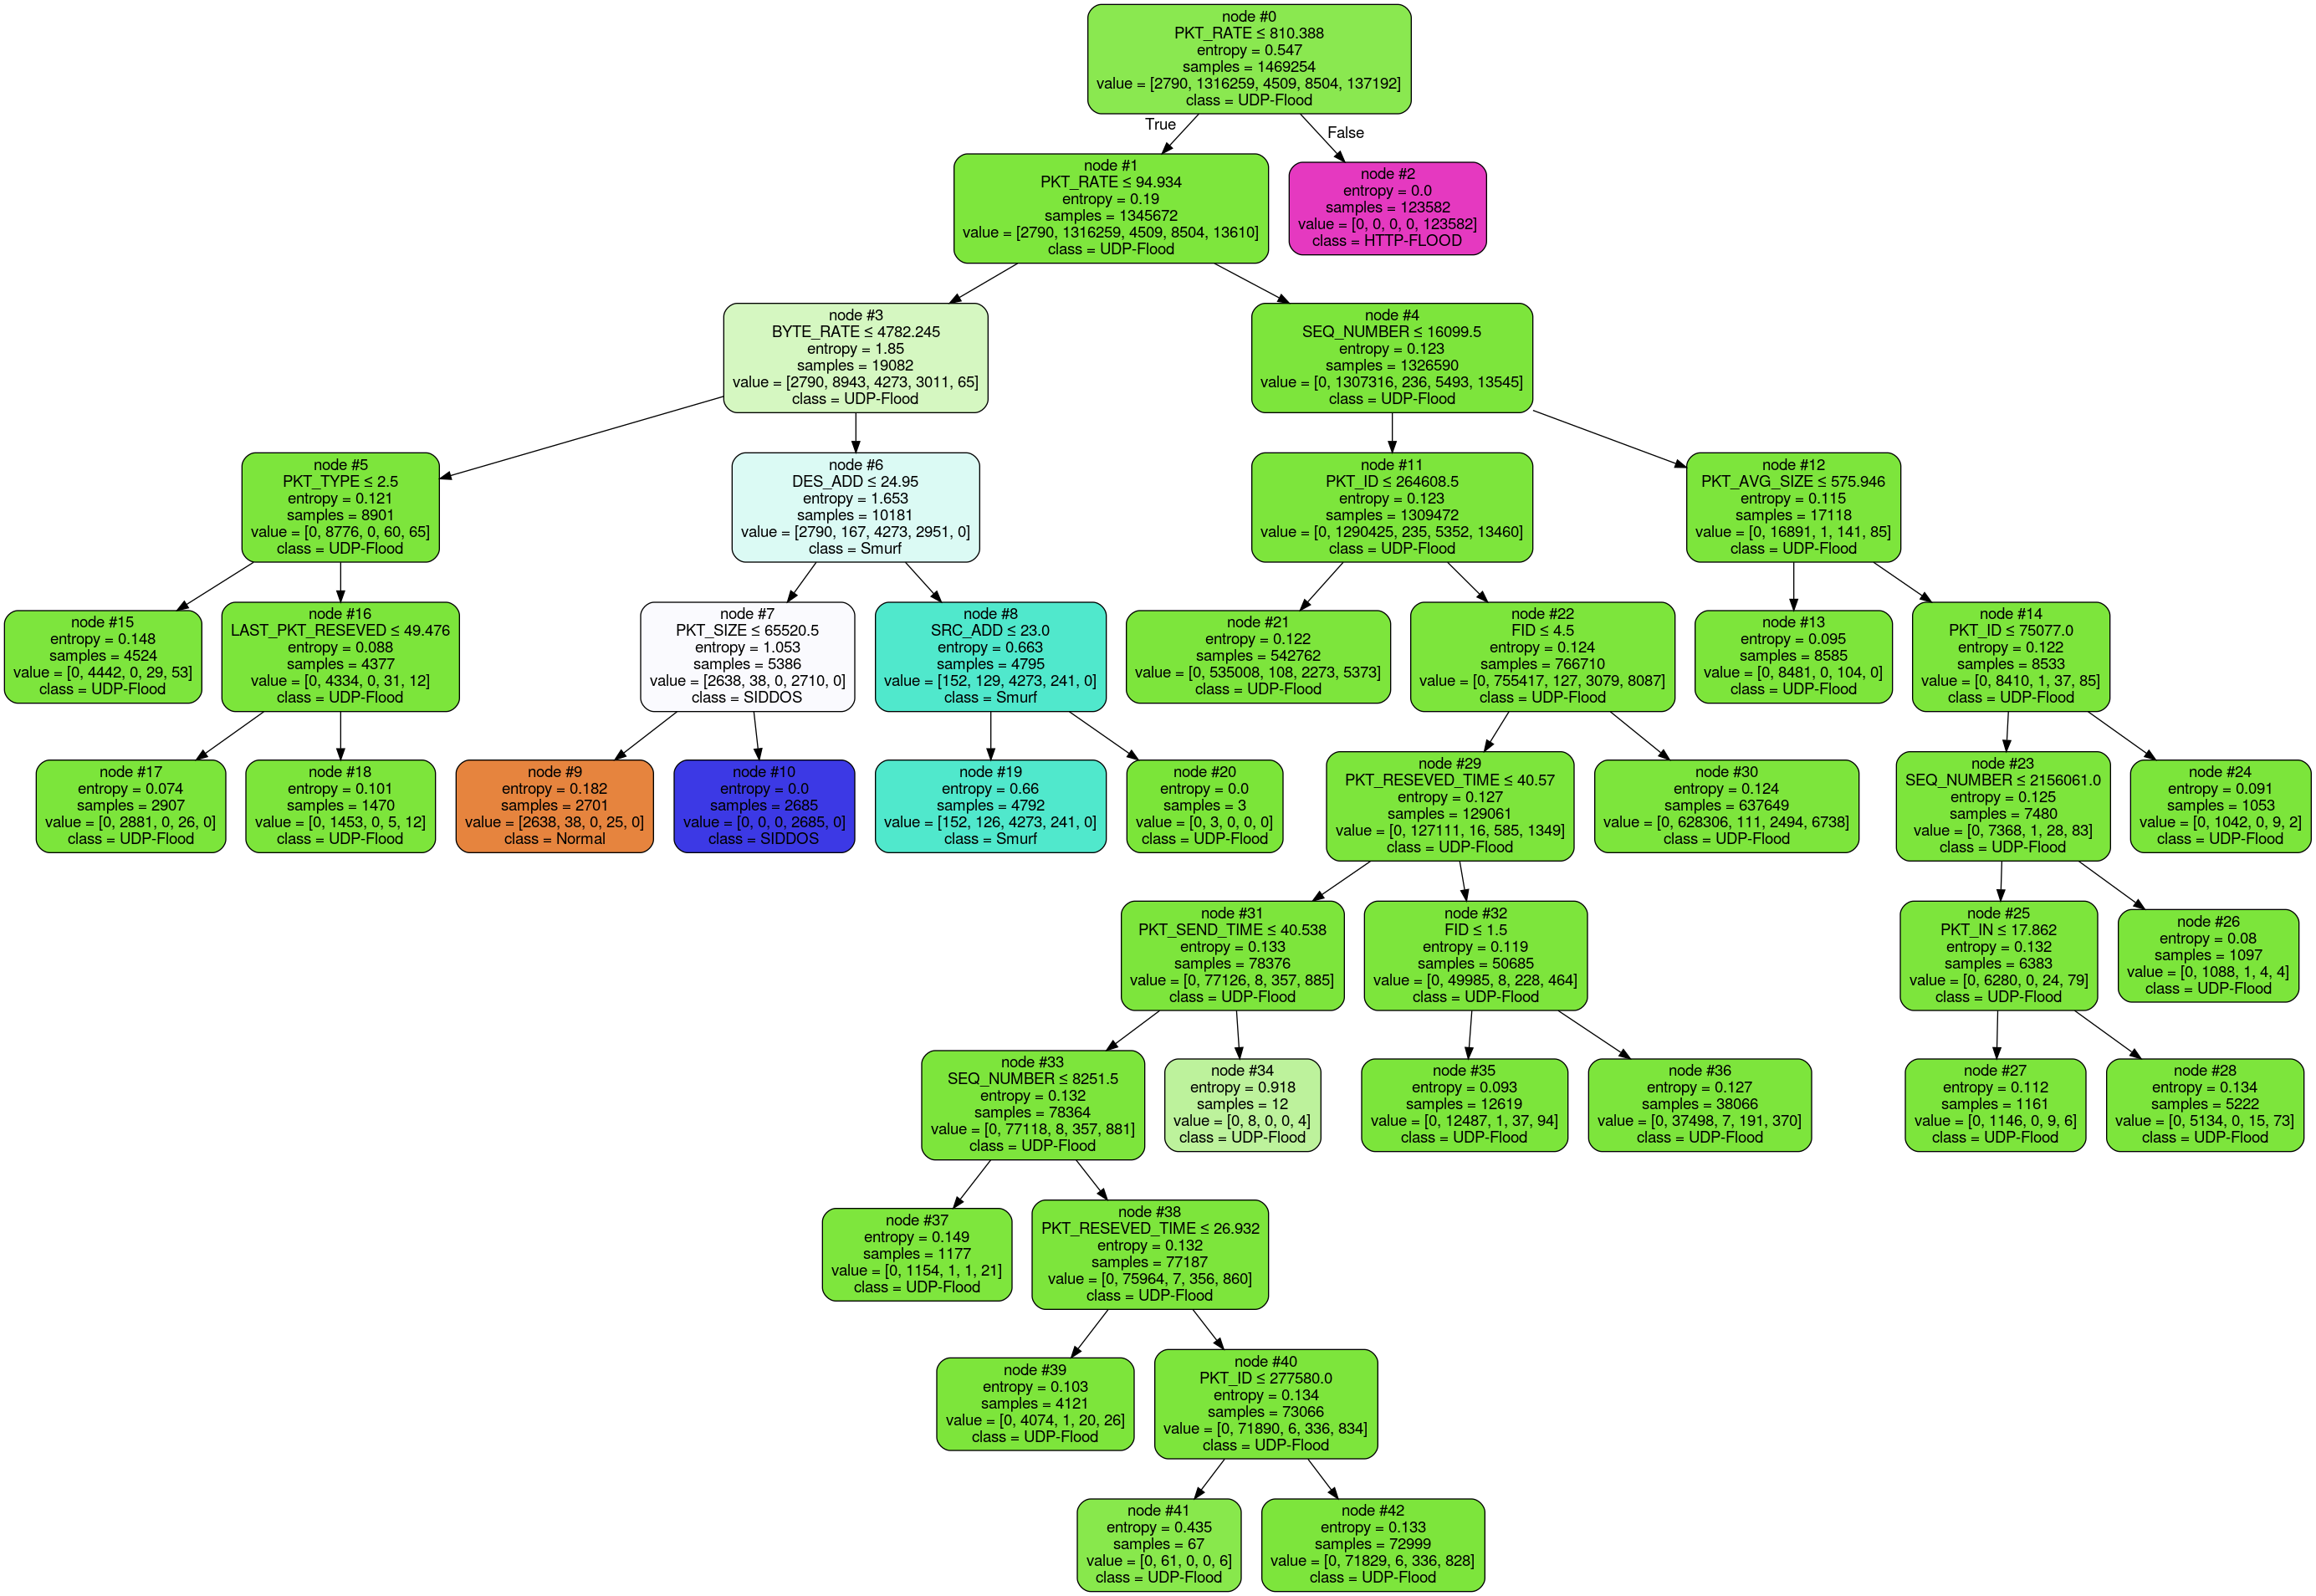 node #0
PKT_RATE ≤ 810.388
entropy = 0.547
samples = 1469254
value = [2790, 1316259, 4509, 8504, 137192]
class = UDP-Flood
True
False
node #1
PKT_RATE ≤ 94.934
entropy = 0.19
samples = 1345672
value = [2790, 1316259, 4509, 8504, 13610]
class = UDP-Flood
node #2
entropy = 0.0
samples = 123582
value = [0, 0, 0, 0, 123582]
class = HTTP-FLOOD
node #3
BYTE_RATE ≤ 4782.245
entropy = 1.85
samples = 19082
value = [2790, 8943, 4273, 3011, 65]
class = UDP-Flood
node #4
SEQ_NUMBER ≤ 16099.5
entropy = 0.123
samples = 1326590
value = [0, 1307316, 236, 5493, 13545]
class = UDP-Flood
node #5
PKT_TYPE ≤ 2.5
entropy = 0.121
samples = 8901
value = [0, 8776, 0, 60, 65]
class = UDP-Flood
node #6
DES_ADD ≤ 24.95
entropy = 1.653
samples = 10181
value = [2790, 167, 4273, 2951, 0]
class = Smurf
node #11
PKT_ID ≤ 264608.5
entropy = 0.123
samples = 1309472
value = [0, 1290425, 235, 5352, 13460]
class = UDP-Flood
node #12
PKT_AVG_SIZE ≤ 575.946
entropy = 0.115
samples = 17118
value = [0, 16891, 1, 141, 85]
class = UDP-Flood
node #15
entropy = 0.148
samples = 4524
value = [0, 4442, 0, 29, 53]
class = UDP-Flood
node #16
LAST_PKT_RESEVED ≤ 49.476
entropy = 0.088
samples = 4377
value = [0, 4334, 0, 31, 12]
class = UDP-Flood
node #7
PKT_SIZE ≤ 65520.5
entropy = 1.053
samples = 5386
value = [2638, 38, 0, 2710, 0]
class = SIDDOS
node #8
SRC_ADD ≤ 23.0
entropy = 0.663
samples = 4795
value = [152, 129, 4273, 241, 0]
class = Smurf
node #21
entropy = 0.122
samples = 542762
value = [0, 535008, 108, 2273, 5373]
class = UDP-Flood
node #22
FID ≤ 4.5
entropy = 0.124
samples = 766710
value = [0, 755417, 127, 3079, 8087]
class = UDP-Flood
node #13
entropy = 0.095
samples = 8585
value = [0, 8481, 0, 104, 0]
class = UDP-Flood
node #14
PKT_ID ≤ 75077.0
entropy = 0.122
samples = 8533
value = [0, 8410, 1, 37, 85]
class = UDP-Flood
node #17
entropy = 0.074
samples = 2907
value = [0, 2881, 0, 26, 0]
class = UDP-Flood
node #18
entropy = 0.101
samples = 1470
value = [0, 1453, 0, 5, 12]
class = UDP-Flood
node #9
entropy = 0.182
samples = 2701
value = [2638, 38, 0, 25, 0]
class = Normal
node #10
entropy = 0.0
samples = 2685
value = [0, 0, 0, 2685, 0]
class = SIDDOS
node #19
entropy = 0.66
samples = 4792
value = [152, 126, 4273, 241, 0]
class = Smurf
node #20
entropy = 0.0
samples = 3
value = [0, 3, 0, 0, 0]
class = UDP-Flood
node #29
PKT_RESEVED_TIME ≤ 40.57
entropy = 0.127
samples = 129061
value = [0, 127111, 16, 585, 1349]
class = UDP-Flood
node #30
entropy = 0.124
samples = 637649
value = [0, 628306, 111, 2494, 6738]
class = UDP-Flood
node #23
SEQ_NUMBER ≤ 2156061.0
entropy = 0.125
samples = 7480
value = [0, 7368, 1, 28, 83]
class = UDP-Flood
node #24
entropy = 0.091
samples = 1053
value = [0, 1042, 0, 9, 2]
class = UDP-Flood
node #31
PKT_SEND_TIME ≤ 40.538
entropy = 0.133
samples = 78376
value = [0, 77126, 8, 357, 885]
class = UDP-Flood
node #32
FID ≤ 1.5
entropy = 0.119
samples = 50685
value = [0, 49985, 8, 228, 464]
class = UDP-Flood
node #25
PKT_IN ≤ 17.862
entropy = 0.132
samples = 6383
value = [0, 6280, 0, 24, 79]
class = UDP-Flood
node #26
entropy = 0.08
samples = 1097
value = [0, 1088, 1, 4, 4]
class = UDP-Flood
node #33
SEQ_NUMBER ≤ 8251.5
entropy = 0.132
samples = 78364
value = [0, 77118, 8, 357, 881]
class = UDP-Flood
node #34
entropy = 0.918
samples = 12
value = [0, 8, 0, 0, 4]
class = UDP-Flood
node #35
entropy = 0.093
samples = 12619
value = [0, 12487, 1, 37, 94]
class = UDP-Flood
node #36
entropy = 0.127
samples = 38066
value = [0, 37498, 7, 191, 370]
class = UDP-Flood
node #27
entropy = 0.112
samples = 1161
value = [0, 1146, 0, 9, 6]
class = UDP-Flood
node #28
entropy = 0.134
samples = 5222
value = [0, 5134, 0, 15, 73]
class = UDP-Flood
node #37
entropy = 0.149
samples = 1177
value = [0, 1154, 1, 1, 21]
class = UDP-Flood
node #38
PKT_RESEVED_TIME ≤ 26.932
entropy = 0.132
samples = 77187
value = [0, 75964, 7, 356, 860]
class = UDP-Flood
node #39
entropy = 0.103
samples = 4121
value = [0, 4074, 1, 20, 26]
class = UDP-Flood
node #40
PKT_ID ≤ 277580.0
entropy = 0.134
samples = 73066
value = [0, 71890, 6, 336, 834]
class = UDP-Flood
node #41
entropy = 0.435
samples = 67
value = [0, 61, 0, 0, 6]
class = UDP-Flood
node #42
entropy = 0.133
samples = 72999
value = [0, 71829, 6, 336, 828]
class = UDP-Flood